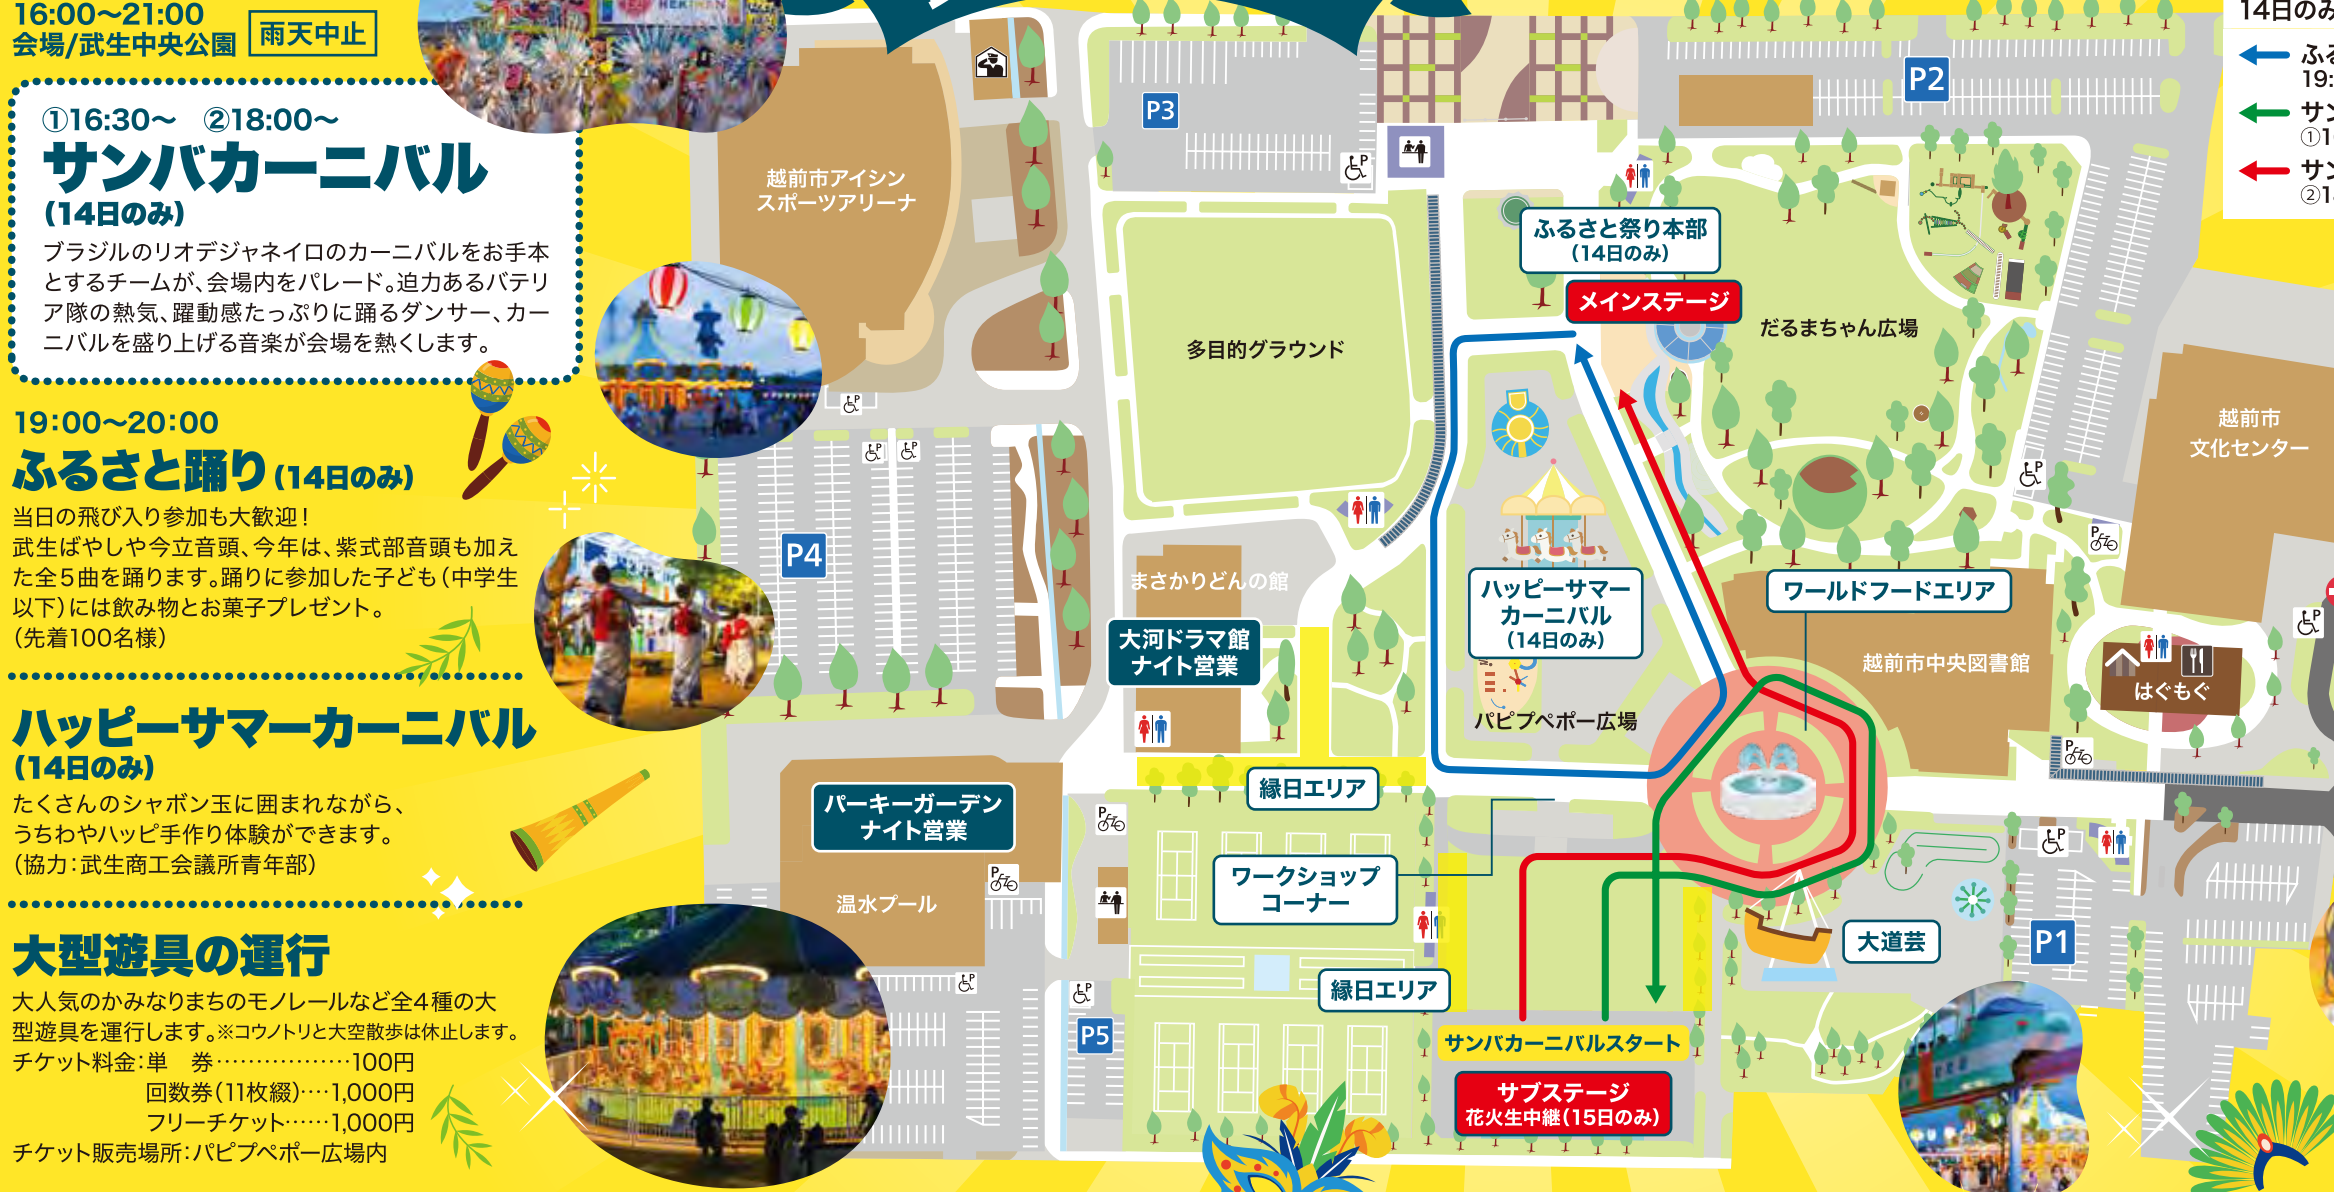 16:00〜21:00
会場/武生中央公園
雨天中止
①16:30〜 ②18:00〜
サンバカーニバル
(14日のみ)
ブラジルのリオデジャネイロのカーニバルをお手本
とするチームが、会場内をパレード。迫力あるバテリ
ア隊の熱気、躍動感たっぷりに踊るダンサー、カー
ニバルを盛り上げる音楽が会場を熱くします。
19:00〜20:00
ふるさと踊り(14日のみ)
当日の飛び入り参加も大歓迎！
武生ばやしや今立音頭、今年は、紫式部音頭も加え
た全5曲を踊ります。踊りに参加した子ども(中学生
以下)には飲み物とお菓子プレゼント。
(先着100名様)
ハッピーサマーカーニバル
(14日のみ)
たくさんのシャボン玉に囲まれながら、
うちわやハッピ手作り体験ができます。
(協力:武生商工会議所青年部)
大型遊具の運行
大人気のかみなりまちのモノレールなど全4種の大
型遊具を運行します。※コウノトリと大空散歩は休止します。
チケット料金:単 券………………100円
回数券(11枚綴)‥‥1,000円
フリーチケット……1,000円
チケット販売場所:パピプペポー広場内
越前市アイシン
スポーツアリーナ
P3
P
P2
14日のみ
ふる
19:
サン
①1
サン
②1
ふるさと祭り本部
(14日のみ)
メインステージ
だるまちゃん広場
多目的グラウンド
P
P
P
P4
越前市
文化センター
P
P
まさかりどんの館
大河ドラマ館
ナイト営業
ハッピーサマー
カーニバル
(14日のみ)
パピプペポー広場
ワールドフードエリア
越前市中央図書館
はぐもぐ
P
P
パーキーガーデン
ナイト営業
温水プール
P
P
縁日エリア
ワークショップ
コーナー
縁日エリア
P
大道芸
P1
P
P
P5
サンバカーニバルスタート
サブステージ
花火生中継(15日のみ)